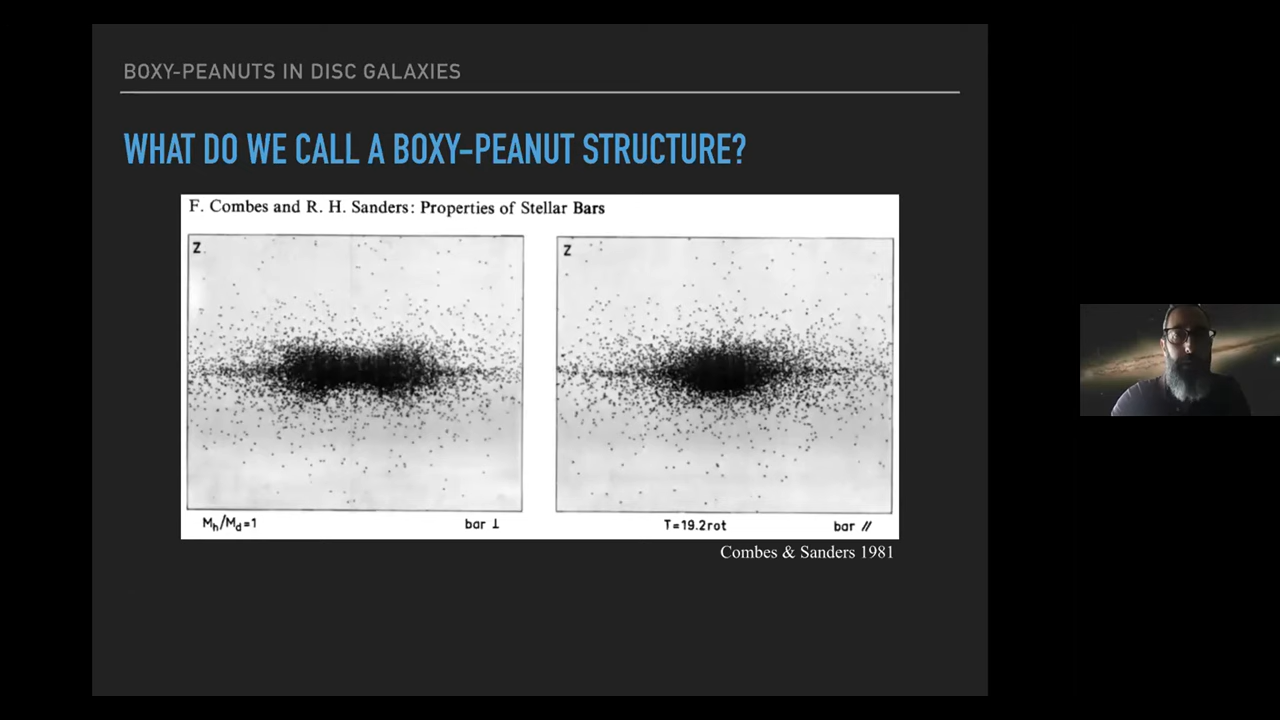 BOXY-PEANUTS IN DISC GALAXIES
WHAT DO WE CALL A BOXY-PEANUT STRUCTURE?
F. Combes and R. H. Sanders: Properties of Stellar Bars
Z
Z
Mh/Md=1
bar ⊥
T=19.2rot
bar //
Combes & Sanders 1981